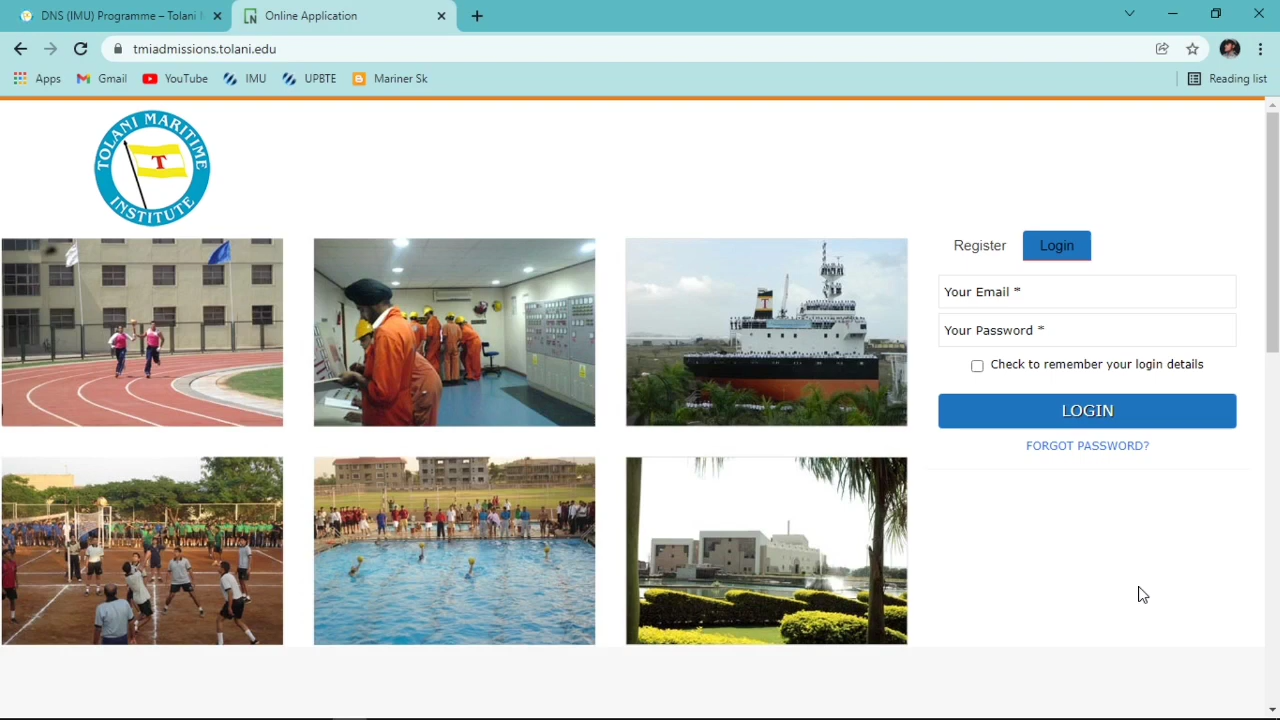 DNS (IMU) Programme – Tolani
Online Application
tmiadmissions.tolani.edu
Apps
Gmail
YouTube
IMU
UPBTE
Mariner Sk
Reading list
TOLANI MARITIME
T
INSTITUTE
Register
Login
Your Email *
Your Password *
Check to remember your login details
LOGIN
FORGOT PASSWORD?